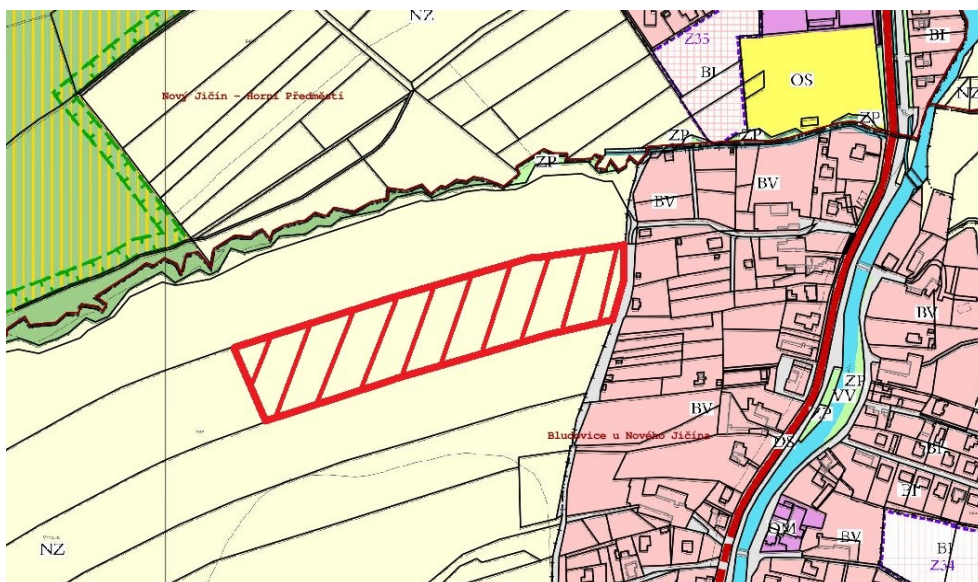 NZ
Z35
BI
BI
OS
NZ
Nový Jičín - Horní Předměstí
ZP
ZP
ZP
ZP
BV
BV
BV
ZP
VV
BV
ZP
Bludovice u Nového Jičína
DS
BI
BI
NZ
OM
BV
BI
Z34